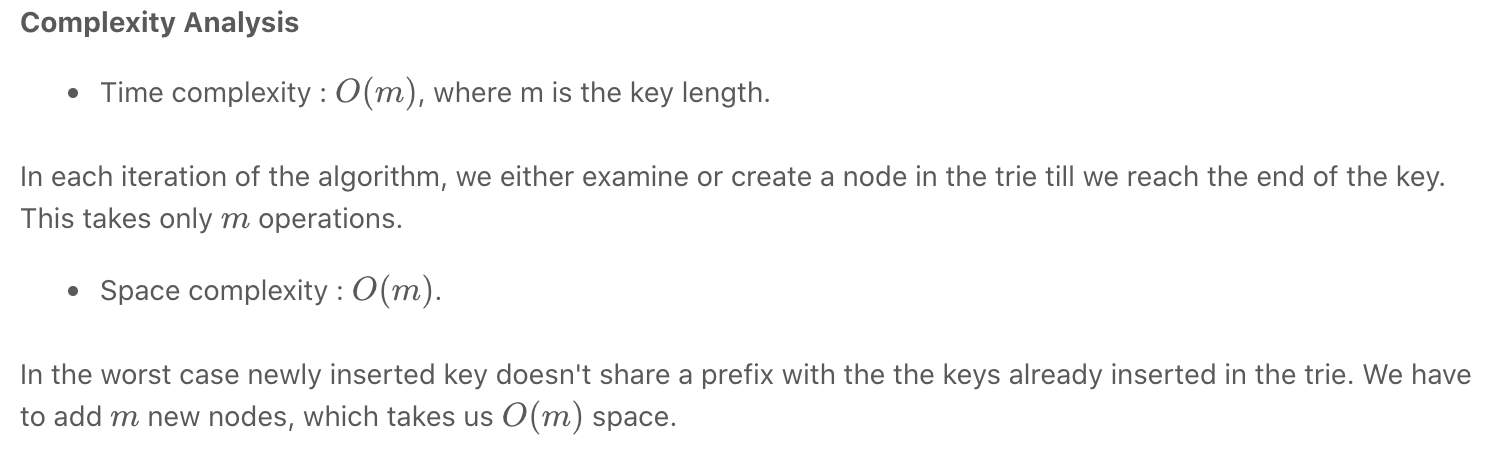 Complexity Analysis
• Time complexity : O(m), where m is the key length.
In each iteration of the algorithm, we either examine or create a node in the trie till we reach the end of the key.
This takes only m operations.
• Space complexity : O(m).
In the worst case newly inserted key doesn't share a prefix with the the keys already inserted in the trie. We have
to add m new nodes, which takes us O(m) space.